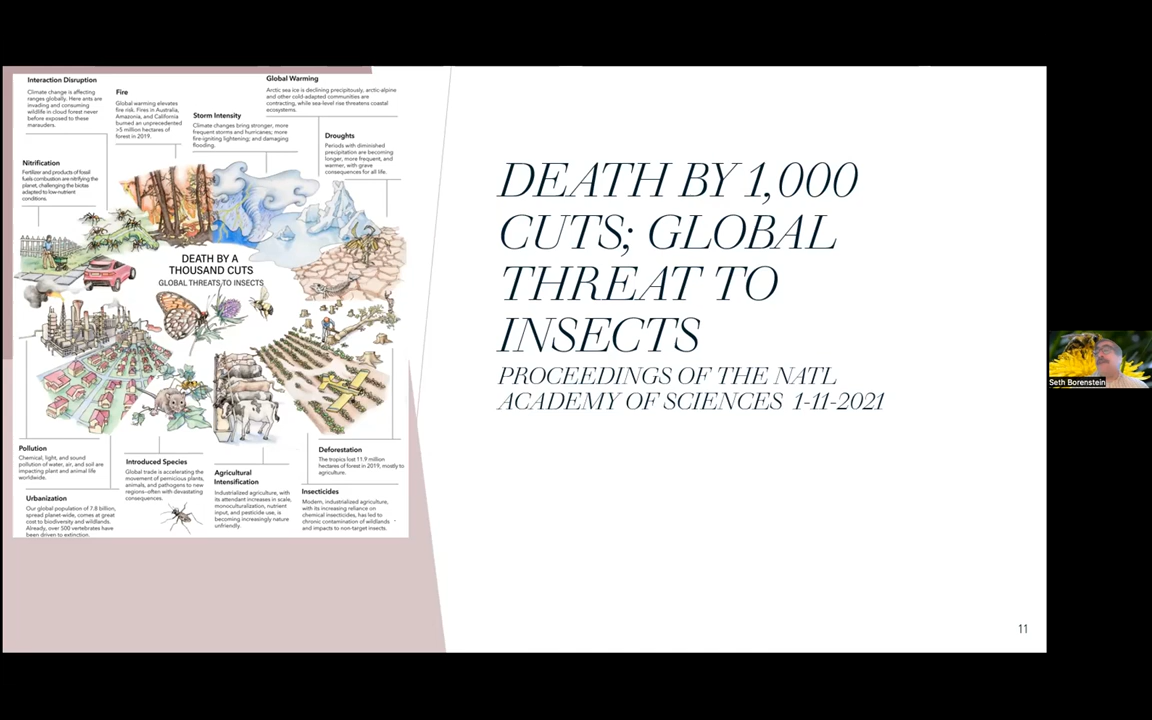 Interaction Disruption
Climate change is affecting
ranges globally. Here ants are
invading and consuming
wildlife in cloud forest never
before exposed to these
marauders.
Fire
Global warming elevates
fire risk. Fires in Australia,
Amazonia, and California
burned an unprecedented
>5 million hectares of
forest in 2019.
Storm Intensity
Climate changes bring stronger, more
frequent storms and hurricanes; more
fire-igniting lightening; and damaging
flooding.
Global Warming
Arctic sea ice is declining precipitously, arctic-alpine
and other cold-adapted communities are
contracting, while sea-level rise threatens coastal
ecosystems.
Droughts
Periods with diminished
precipitation are becoming
longer, more frequent, and
warmer, with grave
consequences for all life.
Nitrification
Fertilizer and products of fossil
fuels combustion are nitrifying the
planet, challenging the biotas
adapted to low-nutrient
conditions.
DEATH BY A
THOUSAND CUTS
GLOBAL THREATS TO INSECTS
Pollution
Chemical, light, and sound
pollution of water, air, and soil are
impacting plant and animal life
worldwide.
Urbanization
Our global population of 7.8 billion,
spread planet-wide, comes at great
cost to biodiversity and wildlands.
Already, over 500 vertebrates have
been driven to extinction.
Introduced Species
Global trade is accelerating the
movement of pernicious plants,
animals, and pathogens to new
regions–often with devastating
consequences.
Agricultural
Intensification
Industrialized agriculture, with
its attendant increases in scale,
monoculturalization, nutrient
input, and pesticide use, is
becoming increasingly nature
unfriendly.
Deforestation
The tropics lost 11.9 million
hectares of forest in 2019, mostly to
agriculture.
Insecticides
Modern, industrialized agriculture,
with its increasing reliance on
chemical insecticides, has led to
chronic contamination of wildlands
and impacts to non-target insects.
DEATH BY 1,000
CUTS; GLOBAL
THREAT TO
INSECTS
PROCEEDINGS OF THE NATL
ACADEMY OF SCIENCES 1-11-2021
11
Seth Borenstein